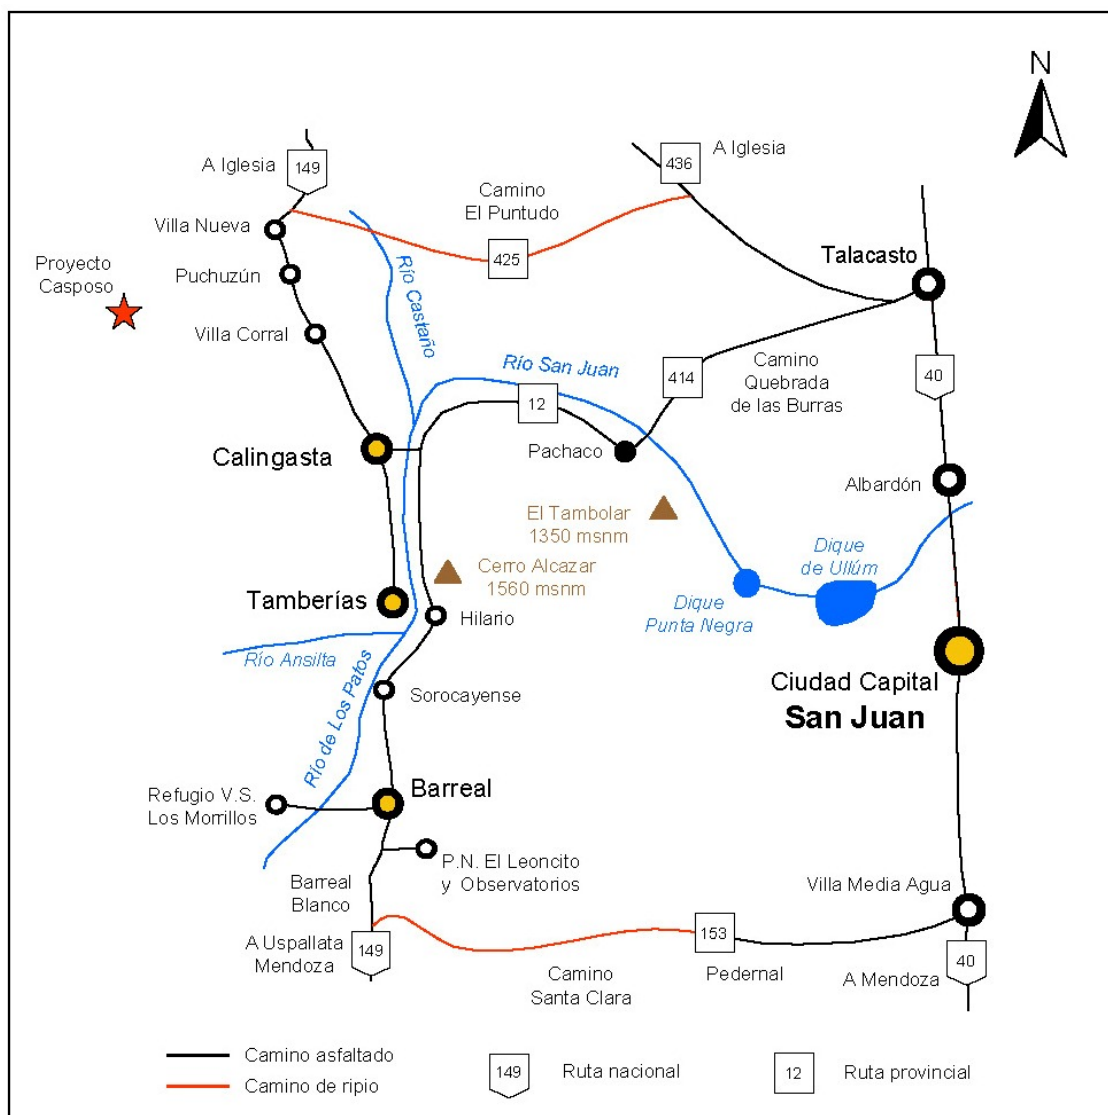 N
A Iglesia
149
A Iglesia
436
Camino
El Puntudo
425
Villa Nueva
Puchuzún
Villa Corral
Proyecto
Casposo
Río Castaño
Talacasto
Río San Juan
12
414
Camino
Quebrada
de las Burras
40
Calingasta
Pachaco
Albardón
El Tambolar
1350 msnm
Cerro Alcazar
1560 msnm
Dique
de Ullúm
Dique
Punta Negra
Tamberías
Hilario
Río Ansilta
Río de Los Patos
Sorocayense
Ciudad Capital
San Juan
Refugio V.S.
Los Morrillos
Barreal
P.N. El Leoncito
y Observatorios
Barreal
Blanco
A Uspallata
Mendoza
149
Camino
Santa Clara
153
Pedernal
Villa Media Agua
A Mendoza
40
Camino asfaltado
Camino de ripio
149
Ruta nacional
12
Ruta provincial